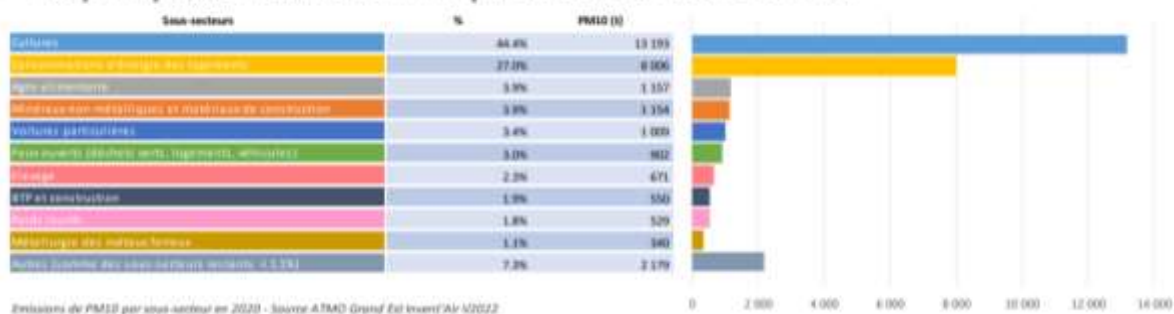 Sous-secteurs % PM10 (t)
Cultures 44.4% 13 193
Consommations d'énergie des logements 27.0% 8 006
Agro-alimentaire 3.9% 1 157
Minéraux non métalliques et matériaux de construction 3.9% 1 154
Voitures particulières 3.4% 1 009
Feux ouverts (déchets verts, logements, véhicules) 3.0% 902
Elevage 2.3% 671
BTP et construction 1.9% 550
Poids lourds 1.8% 529
Métallurgie des métaux ferreux 1.1% 340
Autres (somme des sous-secteurs restants < 1.1%) 7.3% 2 179
0 2 000 4 000 6 000 8 000 10 000 12 000 14 000
Emissions de PM10 par sous-secteur en 2020 - Source ATMO Grand Est Invent'Air V2022